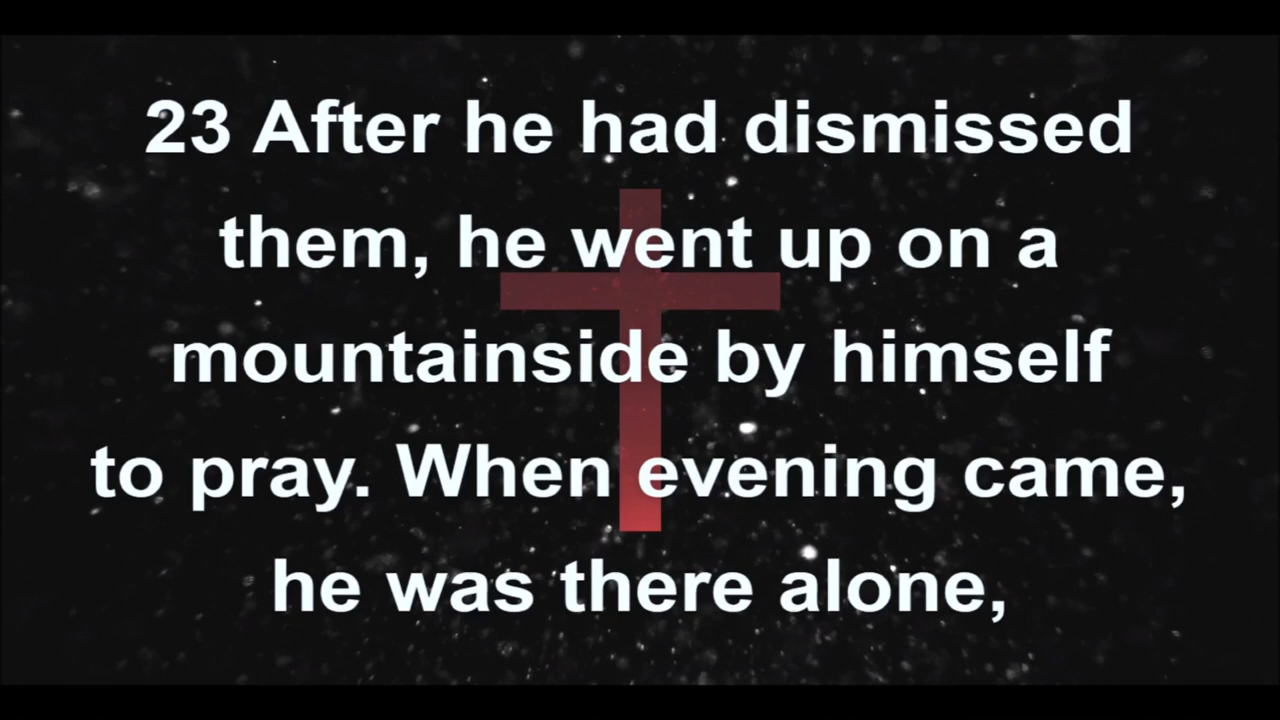 23 After he had dismissed
them, he went up on a
mountainside by himself
to pray. When evening came,
he was there alone,